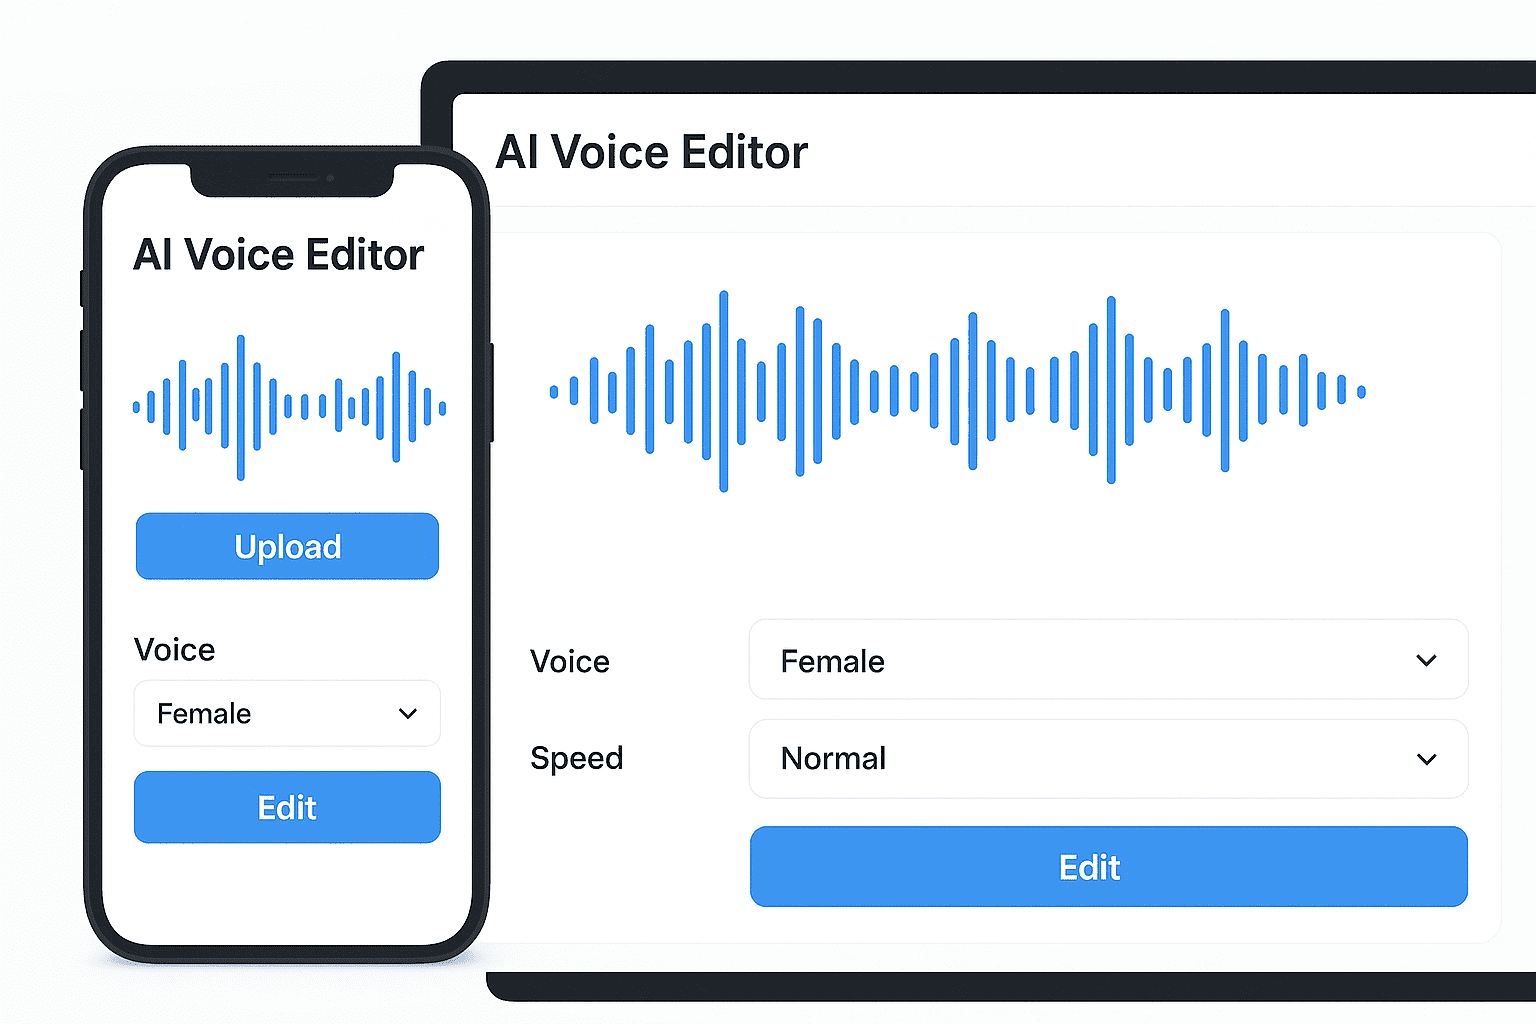 AI Voice Editor
Upload
Voice
Female
Edit
AI Voice Editor
Voice
Female
Speed
Normal
Edit